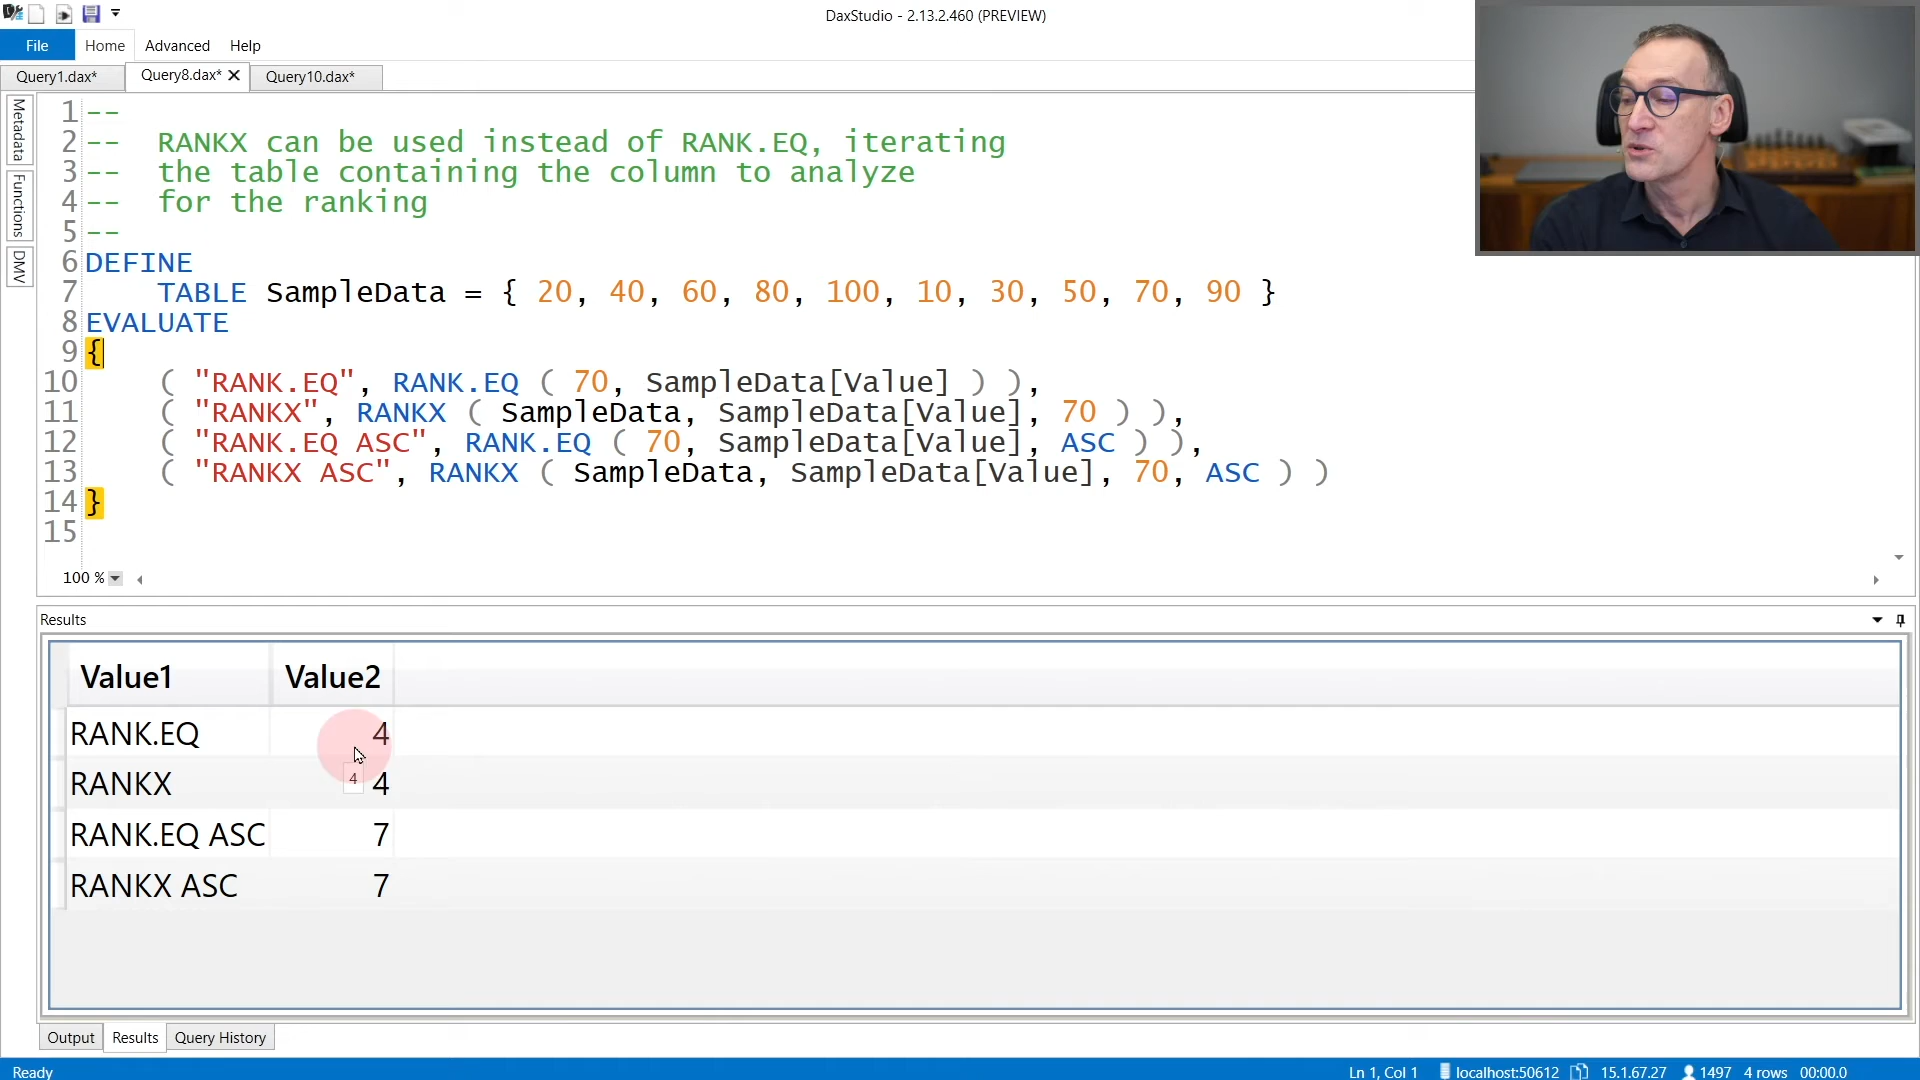 DaxStudio - 2.13.2.460 (PREVIEW)
File Home Advanced Help
Query1.dax* Query8.dax* Query10.dax*
Metadata
Functions
DMV
1 --
2 -- RANKX can be used instead of RANK.EQ, iterating
3 -- the table containing the column to analyze
4 -- for the ranking
5 --
6 DEFINE
7 TABLE SampleData = { 20, 40, 60, 80, 100, 10, 30, 50, 70, 90 }
8 EVALUATE
9 {
10 ( "RANK.EQ", RANK.EQ ( 70, SampleData[Value] ) ),
11 ( "RANKX", RANKX ( SampleData, SampleData[Value], 70 ) ),
12 ( "RANK.EQ ASC", RANK.EQ ( 70, SampleData[Value], ASC ) ),
13 ( "RANKX ASC", RANKX ( SampleData, SampleData[Value], 70, ASC ) )
14 }
15
100 %
Results
Value1 Value2
RANK.EQ 4
RANKX 4 4
RANK.EQ ASC 7
RANKX ASC 7
Output Results Query History
Ready Ln 1, Col 1 localhost:50612 15.1.67.27 1497 4 rows 00:00.0